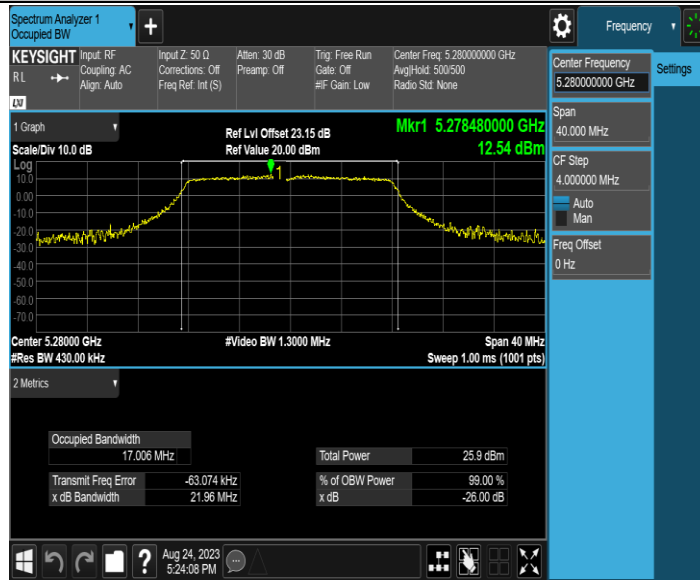 Spectrum Analyzer 1
Occupied BW
+
Frequency
KEYSIGHT
RL
LXI
Input: RF
Coupling: AC
Align: Auto
Input Z: 50 Ω
Corrections: Off
Freq Ref: Int (S)
Atten: 30 dB
Preamp: Off
Trig: Free Run
Gate: Off
#IF Gain: Low
Center Freq: 5.280000000 GHz
Avg|Hold: 500/500
Radio Std: None
Center Frequency
5.280000000 GHz
Settings
Span
40.000 MHz
CF Step
4.000000 MHz
Auto
Man
Freq Offset
0 Hz
1 Graph
Scale/Div 10.0 dB
Ref Lvl Offset 23.15 dB
Ref Value 20.00 dBm
Mkr1 5.278480000 GHz
12.54 dBm
Log
10.0
0.00
-10.0
-20.0
-30.0
-40.0
-50.0
-60.0
-70.0
1
Center 5.28000 GHz
#Res BW 430.00 kHz
#Video BW 1.3000 MHz
Span 40 MHz
Sweep 1.00 ms (1001 pts)
2 Metrics
Occupied Bandwidth
17.006 MHz
Total Power 25.9 dBm
Transmit Freq Error -63.074 kHz
% of OBW Power 99.00 %
x dB Bandwidth 21.96 MHz
x dB -26.00 dB
?
Aug 24, 2023
5:24:08 PM